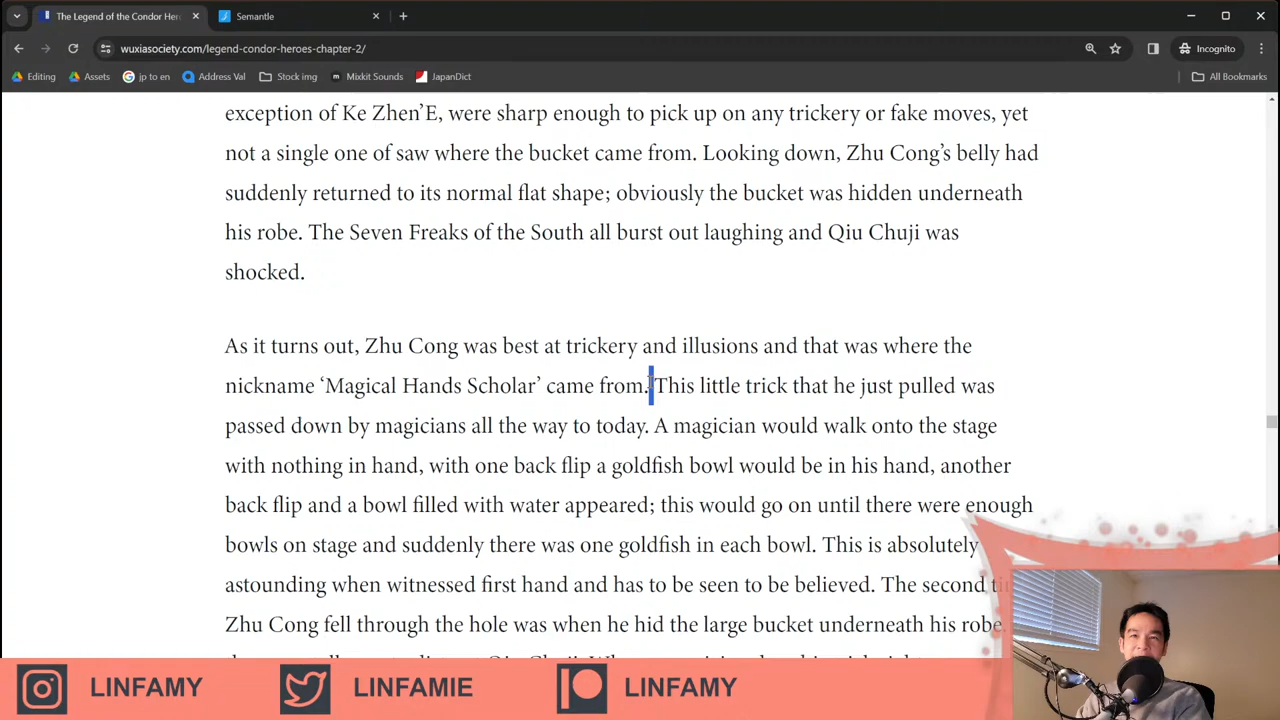 The Legend of the Condor Her
Semantle
wuxiasociety.com/legend-condor-heroes-chapter-2/
Incognito
Editing
Assets
jp to en
Address Val
Stock img
Mixkit Sounds
JapanDict
All Bookmarks
exception of Ke Zhen’E, were sharp enough to pick up on any trickery or fake moves, yet
not a single one of saw where the bucket came from. Looking down, Zhu Cong’s belly had
suddenly returned to its normal flat shape; obviously the bucket was hidden underneath
his robe. The Seven Freaks of the South all burst out laughing and Qiu Chuji was
shocked.
As it turns out, Zhu Cong was best at trickery and illusions and that was where the
nickname ‘Magical Hands Scholar’ came from. This little trick that he just pulled was
passed down by magicians all the way to today. A magician would walk onto the stage
with nothing in hand, with one back flip a goldfish bowl would be in his hand, another
back flip and a bowl filled with water appeared; this would go on until there were enough
bowls on stage and suddenly there was one goldfish in each bowl. This is absolutely
astounding when witnessed first hand and has to be seen to be believed. The second
Zhu Cong fell through the hole was when he hid the large bucket underneath his robe.
LINFAMY
LINFAMIE
LINFAMY